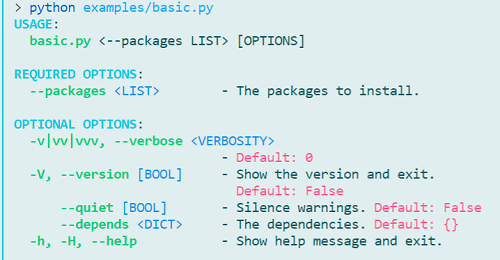 > python examples/basic.py
USAGE:
basic.py <--packages LIST> [OPTIONS]
REQUIRED OPTIONS:
--packages <LIST> - The packages to install.
OPTIONAL OPTIONS:
-v|vv|vvv, --verbose <VERBOSITY>
- Default: 0
-V, --version [BOOL] - Show the version and exit.
Default: False
--quiet [BOOL] - Silence warnings. Default: False
--depends <DICT> - The dependencies. Default: {}
-h, -H, --help - Show help message and exit.